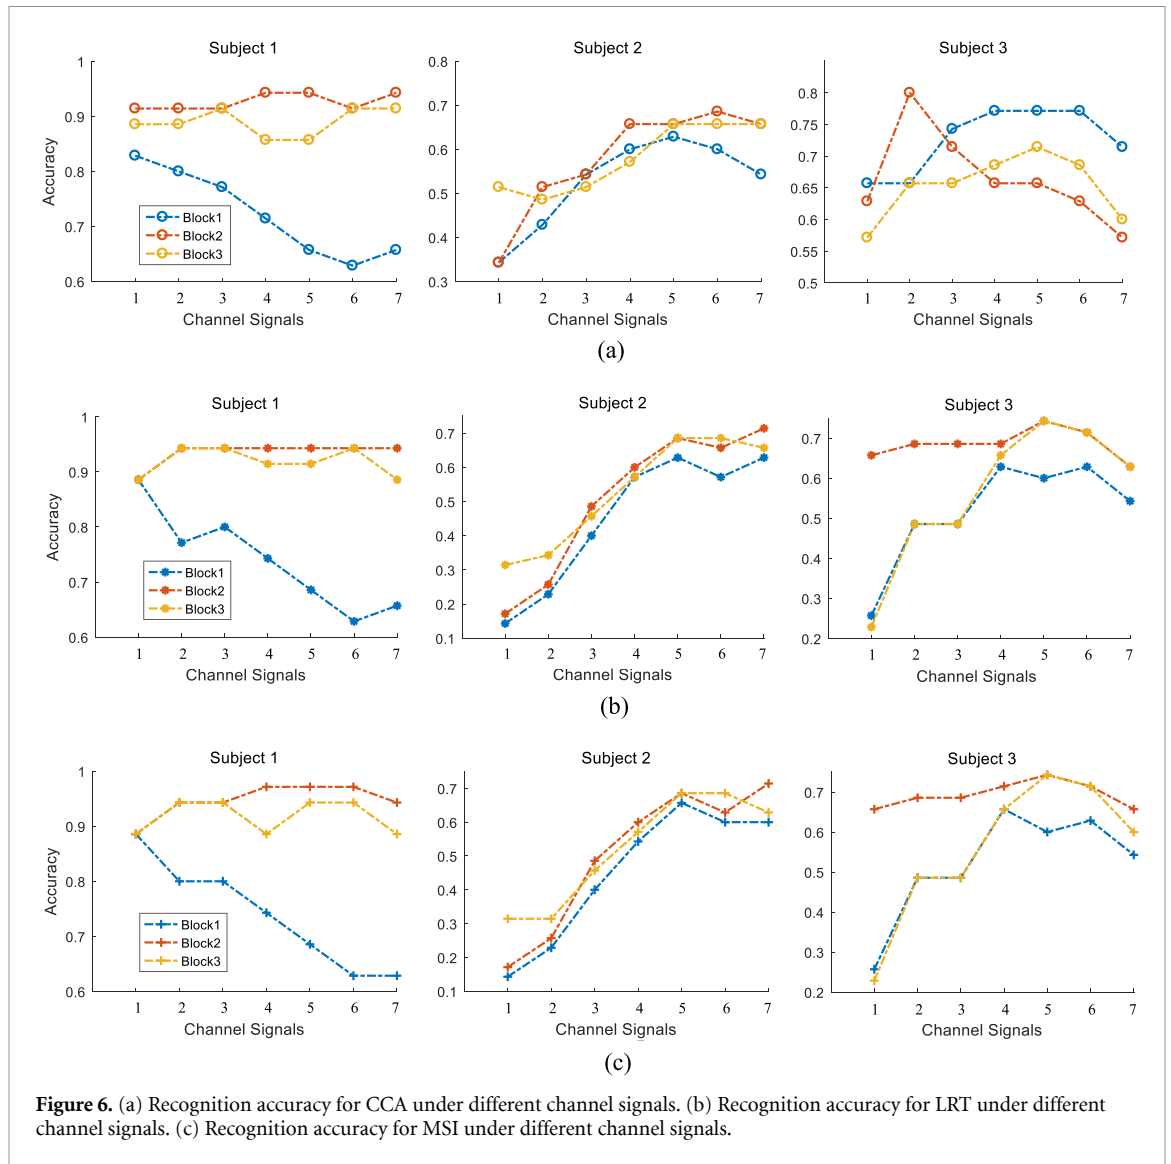 Subject 1
Subject 2
Subject 3
1
0.9
0.8
0.7
0.6
Accuracy
Block1
Block2
Block3
1 2 3 4 5 6 7
Channel Signals
0.8
0.7
0.6
0.5
0.4
0.3
1 2 3 4 5 6 7
Channel Signals
0.8
0.75
0.7
0.65
0.6
0.55
0.5
1 2 3 4 5 6 7
Channel Signals
(a)
Subject 1
Subject 2
Subject 3
1
0.9
0.8
0.7
0.6
Accuracy
Block1
Block2
Block3
1 2 3 4 5 6 7
Channel Signals
0.7
0.6
0.5
0.4
0.3
0.2
0.1
1 2 3 4 5 6 7
Channel Signals
0.7
0.6
0.5
0.4
0.3
0.2
1 2 3 4 5 6 7
Channel Signals
(b)
Subject 1
Subject 2
Subject 3
1
0.9
0.8
0.7
0.6
Accuracy
Block1
Block2
Block3
1 2 3 4 5 6 7
Channel Signals
0.7
0.6
0.5
0.4
0.3
0.2
0.1
1 2 3 4 5 6 7
Channel Signals
0.7
0.6
0.5
0.4
0.3
0.2
1 2 3 4 5 6 7
Channel Signals
(c)
Figure 6. (a) Recognition accuracy for CCA under different channel signals. (b) Recognition accuracy for LRT under different
channel signals. (c) Recognition accuracy for MSI under different channel signals.